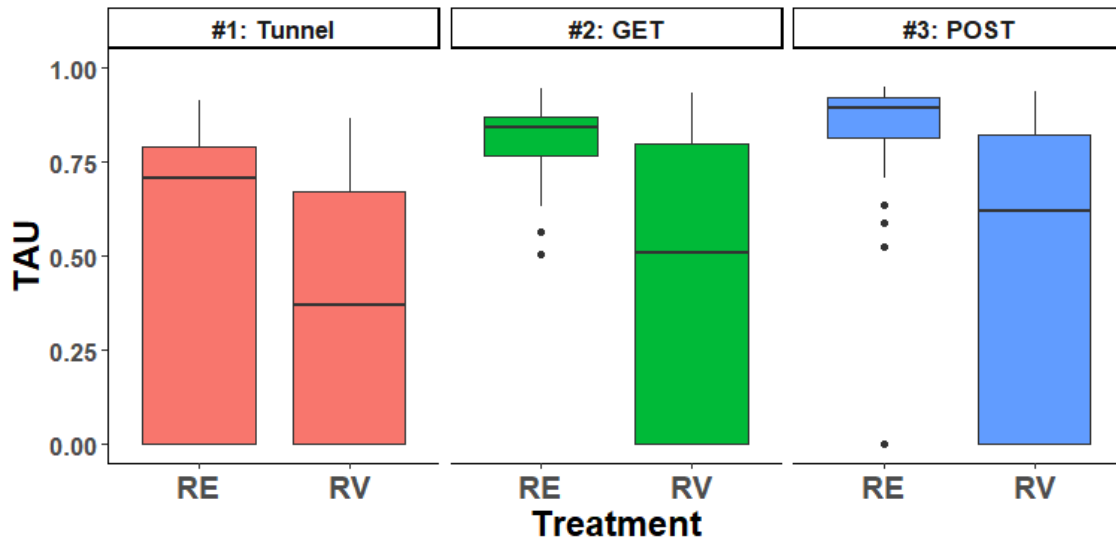 #1: Tunnel
#2: GET
#3: POST
TAU
1.00
0.75
0.50
0.25
0.00
RE RV RE RV RE RV
Treatment